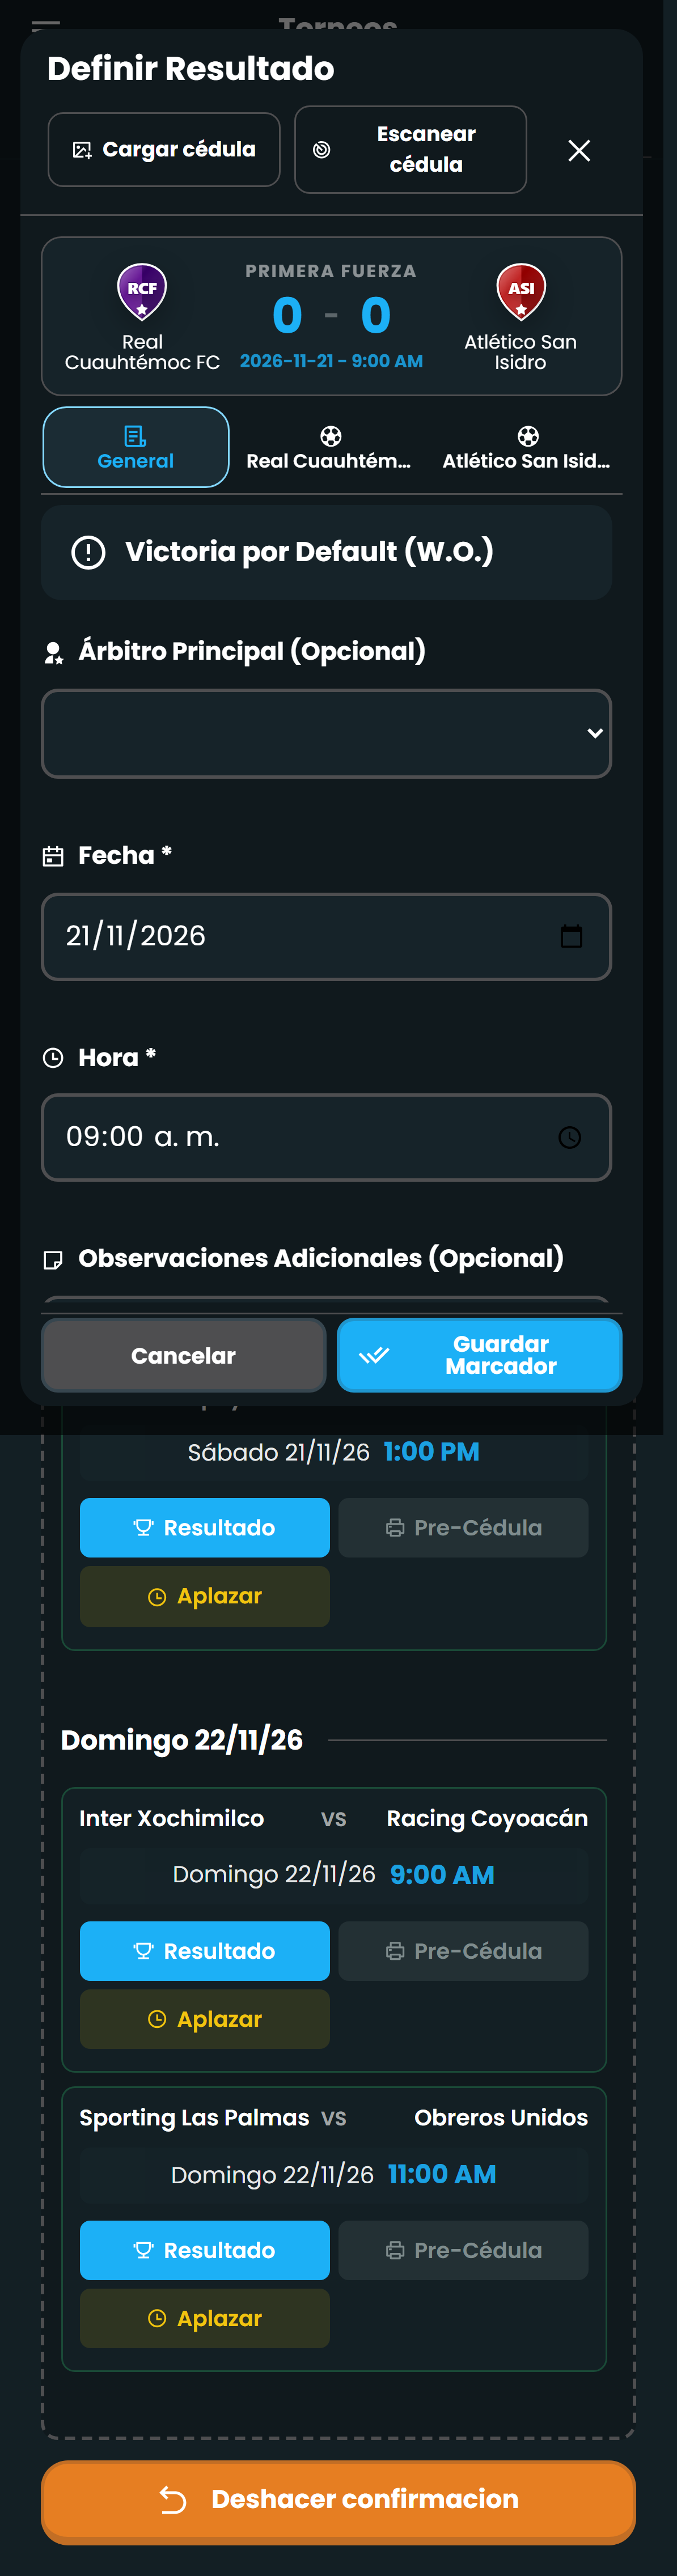 Torneos
Definir Resultado
Cargar cédula
Escanear
cédula
RCF
Real
Cuauhtémoc FC
PRIMERA FUERZA
0 - 0
2026-11-21 - 9:00 AM
ASI
Atlético San
Isidro
General
Real Cuauhtém...
Atlético San Isid...
Victoria por Default (W.O.)
Árbitro Principal (Opcional)
Fecha *
21/11/2026
Hora *
09:00 a. m.
Observaciones Adicionales (Opcional)
Cancelar
Guardar
Marcador
Sábado 21/11/26 1:00 PM
Resultado
Pre-Cédula
Aplazar
Domingo 22/11/26
Inter Xochimilco VS Racing Coyoacán
Domingo 22/11/26 9:00 AM
Resultado
Pre-Cédula
Aplazar
Sporting Las Palmas VS Obreros Unidos
Domingo 22/11/26 11:00 AM
Resultado
Pre-Cédula
Aplazar
Deshacer confirmacion